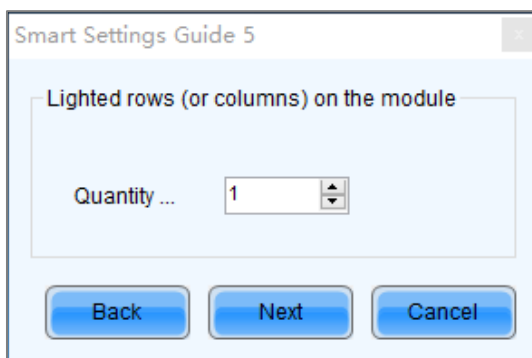 Smart Settings Guide 5
x
Lighted rows (or columns) on the module
Quantity ...
1
Back
Next
Cancel